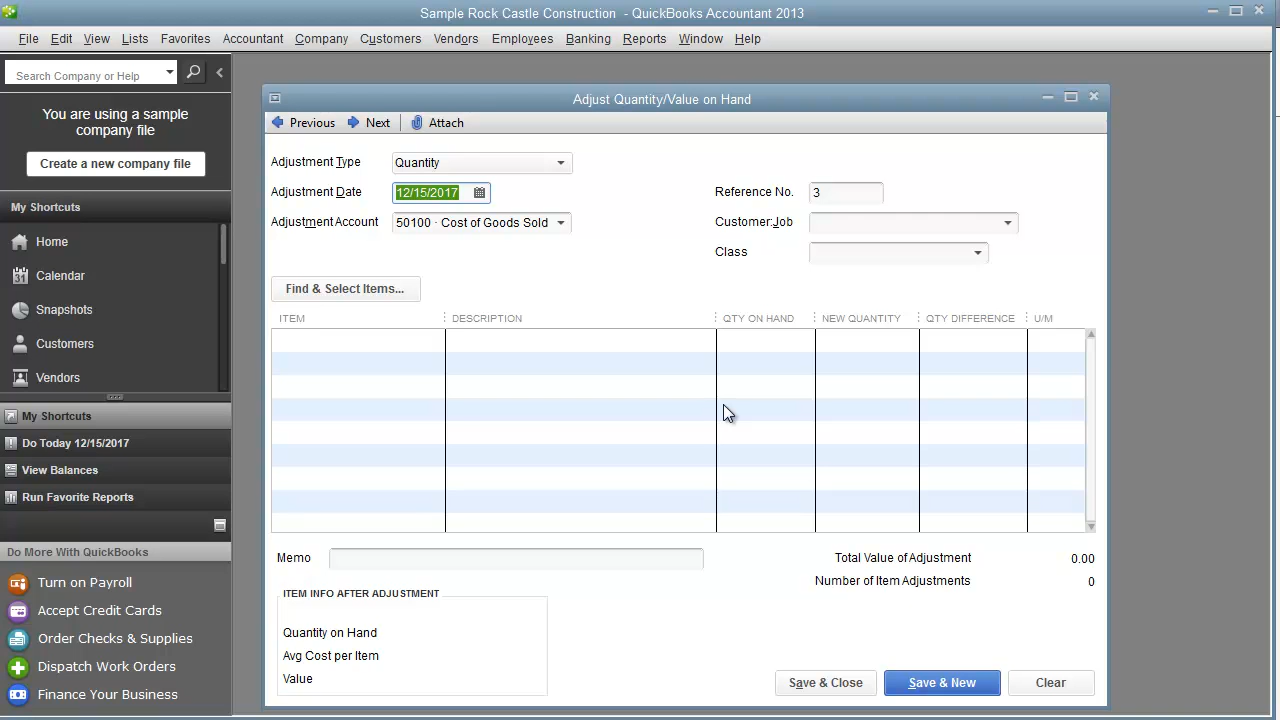 Sample Rock Castle Construction - QuickBooks Accountant 2013
File Edit View Lists Favorites Accountant Company Customers Vendors Employees Banking Reports Window Help
Search Company or Help
You are using a sample
company file
Create a new company file
My Shortcuts
Home
31 Calendar
Snapshots
Customers
Vendors
My Shortcuts
Do Today 12/15/2017
View Balances
Run Favorite Reports
Do More With QuickBooks
Turn on Payroll
Accept Credit Cards
Order Checks & Supplies
Dispatch Work Orders
Finance Your Business
Adjust Quantity/Value on Hand
Previous Next Attach
Adjustment Type Quantity
Adjustment Date 12/15/2017 Reference No. 3
Adjustment Account 50100 · Cost of Goods Sold Customer:Job
Class
Find & Select Items...
ITEM DESCRIPTION QTY ON HAND NEW QUANTITY QTY DIFFERENCE U/M
Memo Total Value of Adjustment 0.00
Number of Item Adjustments 0
ITEM INFO AFTER ADJUSTMENT
Quantity on Hand
Avg Cost per Item
Value
Save & Close Save & New Clear